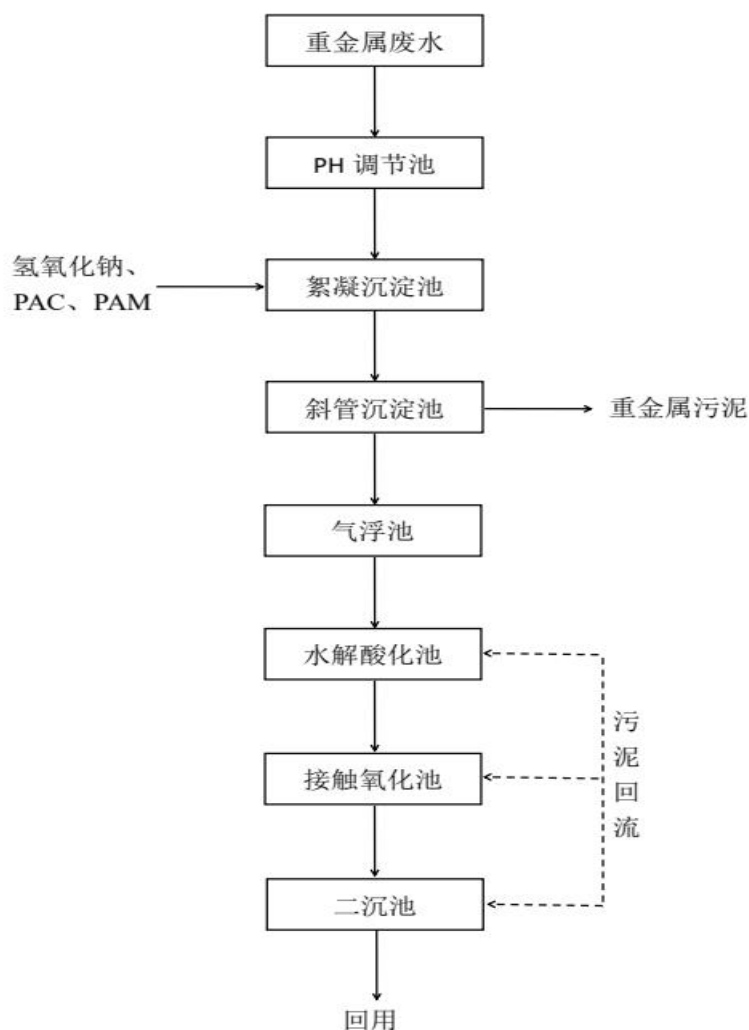 重金属废水
PH 调节池
氢氧化钠、
PAC、PAM
絮凝沉淀池
斜管沉淀池
重金属污泥
气浮池
水解酸化池
污泥回流
接触氧化池
二沉池
回用